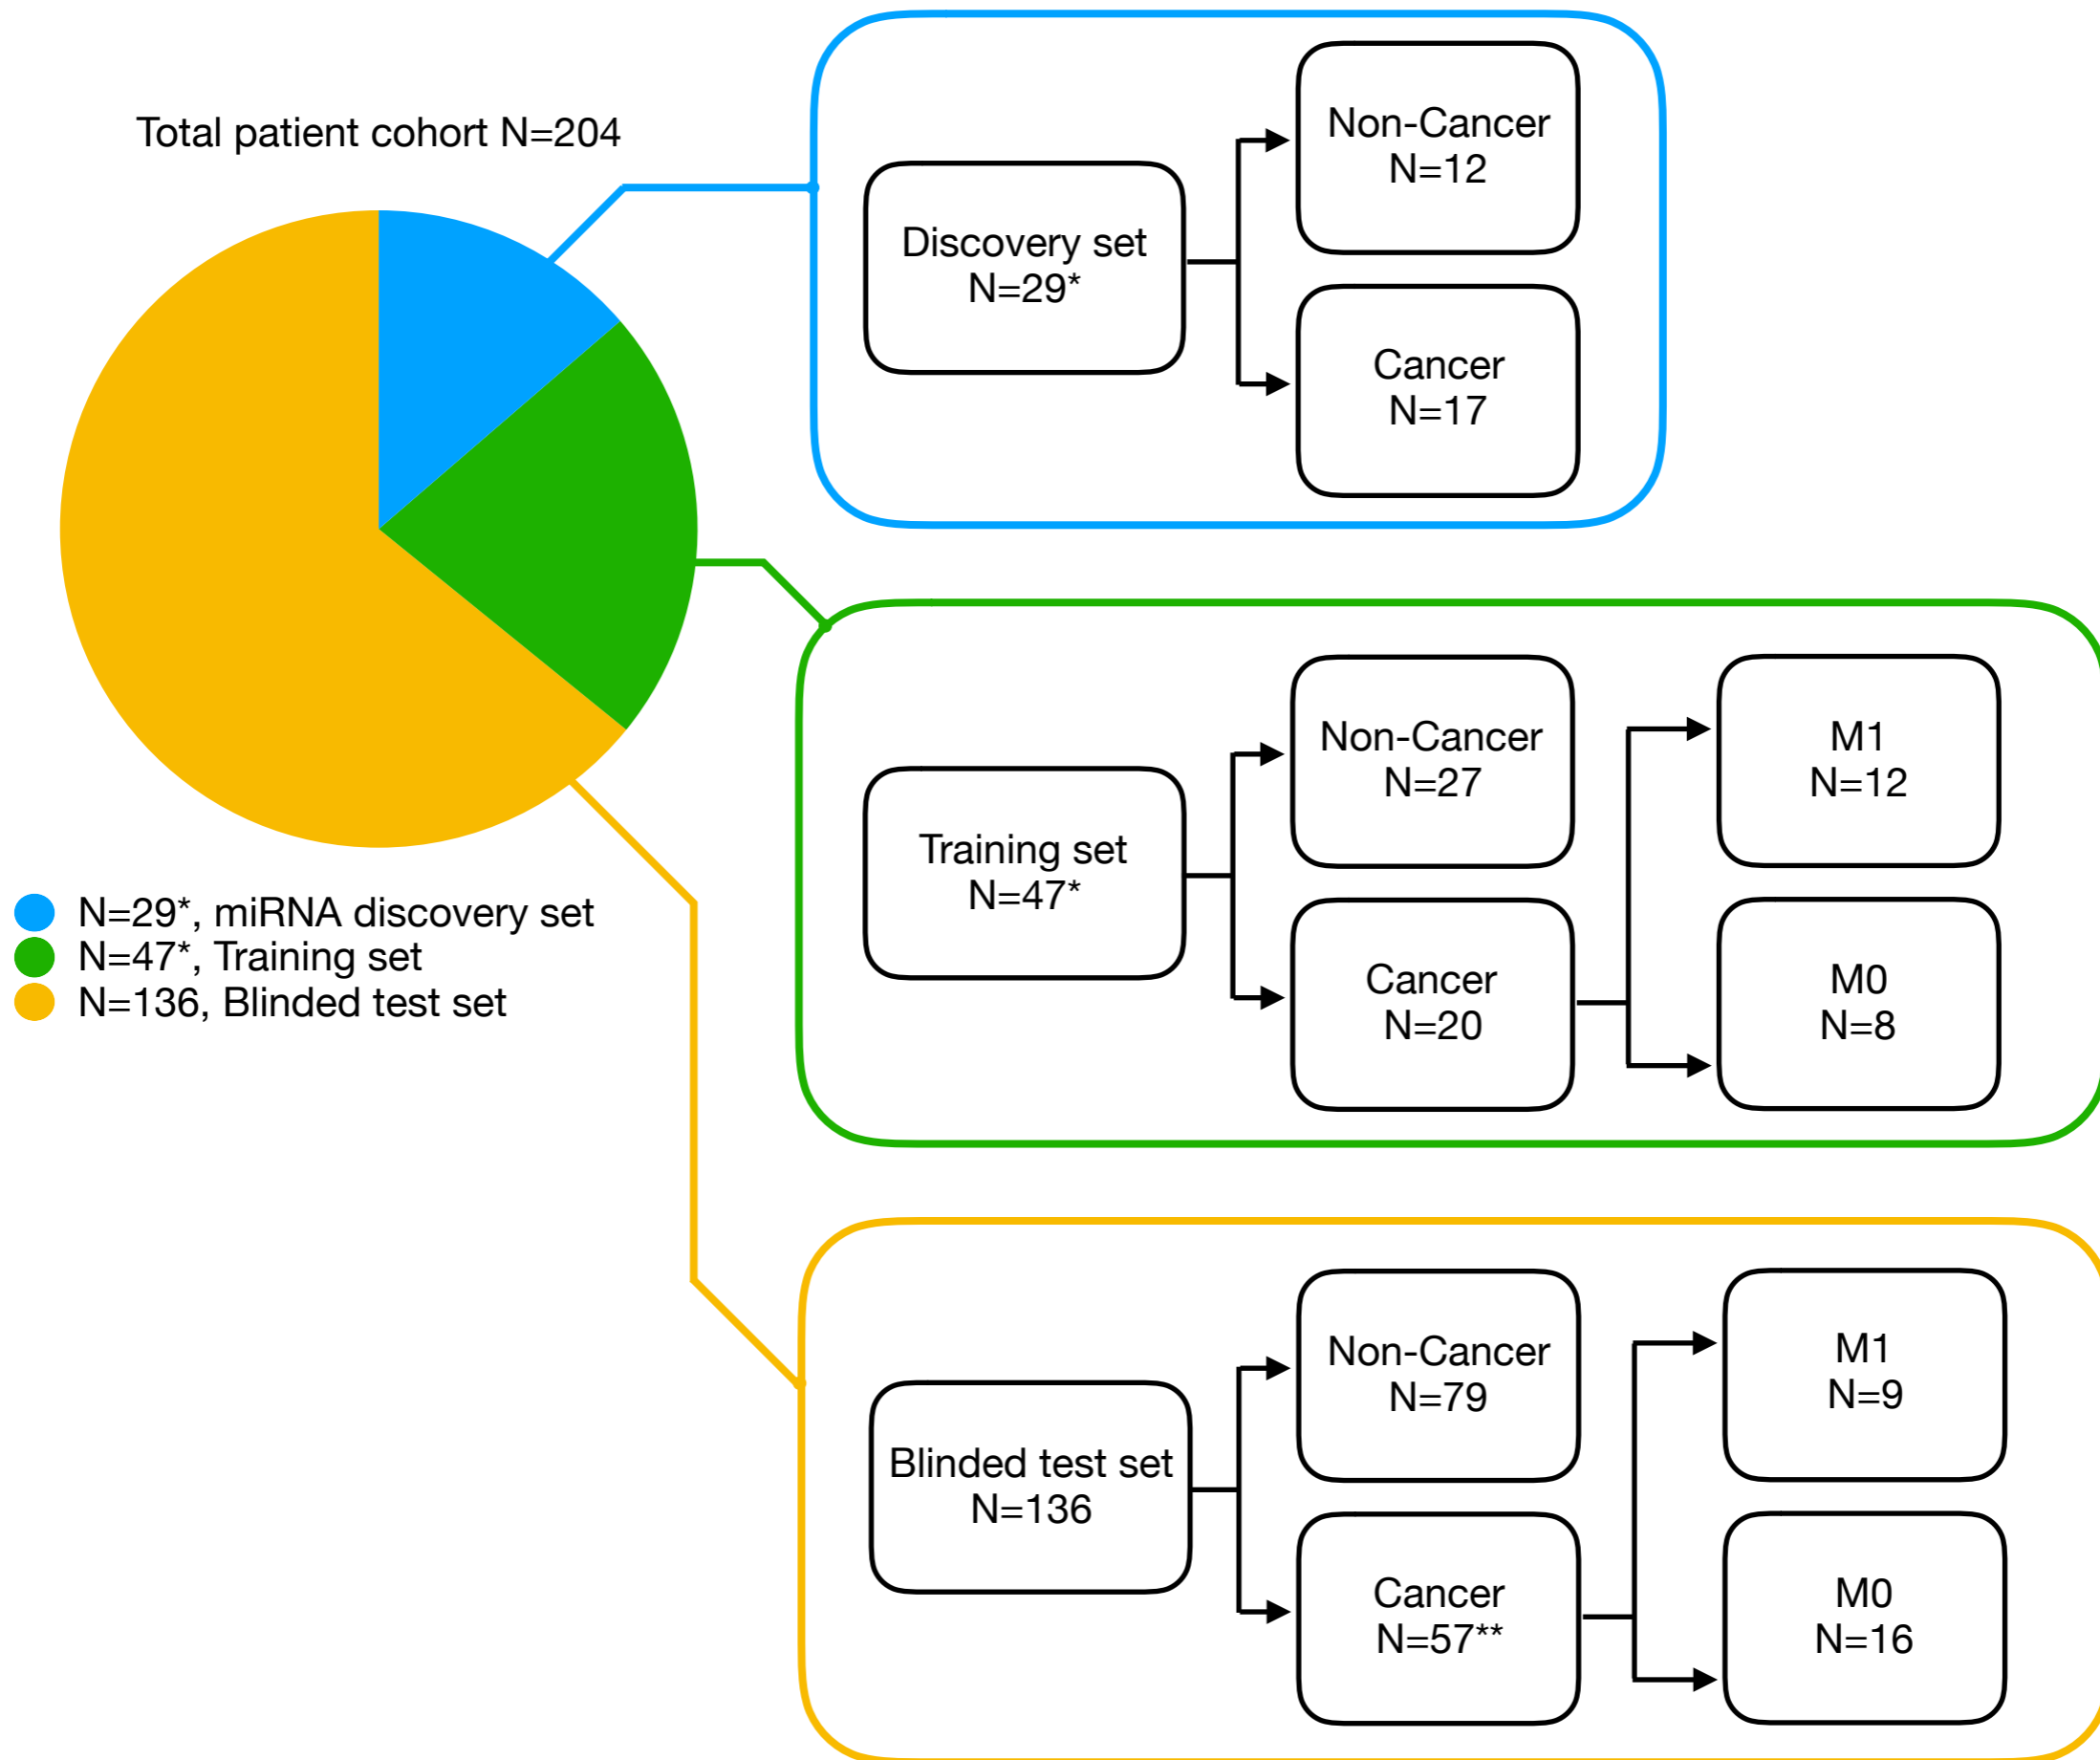 Total patient cohort N=204
N=29*, miRNA discovery set
N=47*, Training set
N=136, Blinded test set
Discovery set
N=29*
Non-Cancer
N=12
Cancer
N=17
Training set
N=47*
Non-Cancer
N=27
Cancer
N=20
M1
N=12
M0
N=8
Blinded test set
N=136
Non-Cancer
N=79
Cancer
N=57**
M1
N=9
M0
N=16